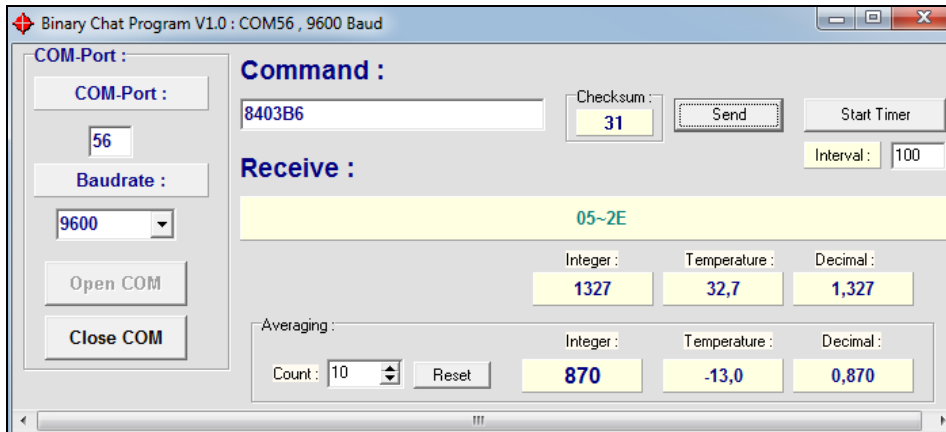 Binary Chat Program V1.0 : COM56 , 9600 Baud
COM-Port :
COM-Port :
56
Baudrate :
9600
Open COM
Close COM
Command :
8403B6
Checksum :
31
Send
Start Timer
Interval :
100
Receive :
05~2E
Integer :
Temperature :
Decimal :
1327
32,7
1,327
Averaging :
Count :
10
Reset
Integer :
Temperature :
Decimal :
870
-13,0
0,870